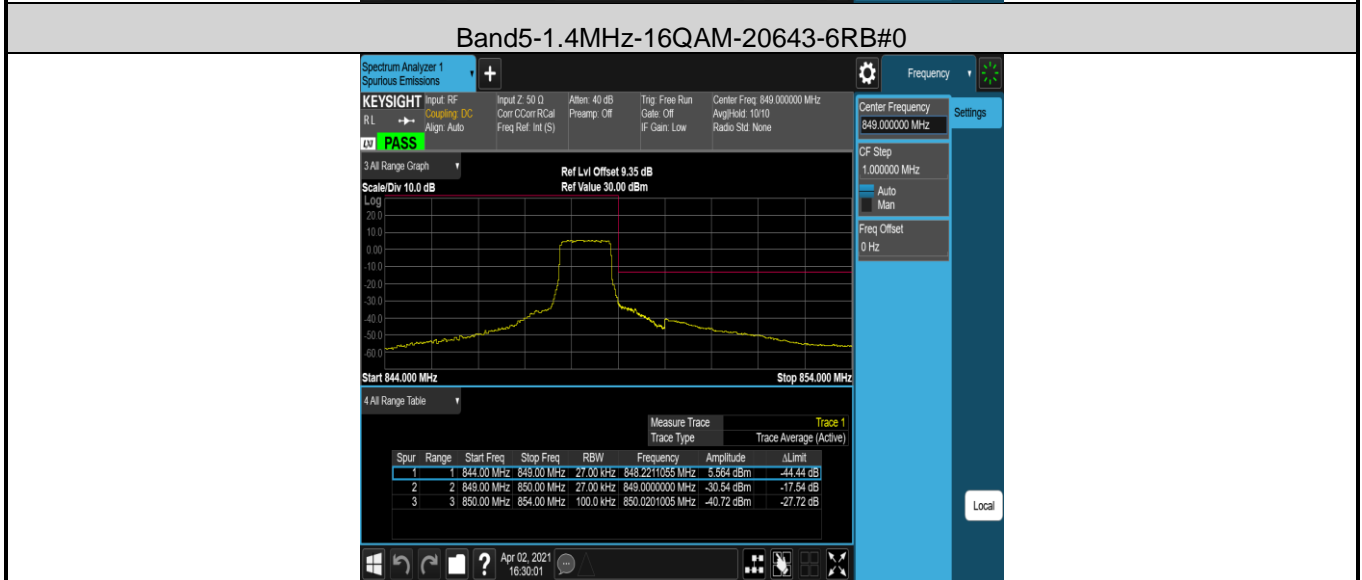 Band5-1.4MHz-16QAM-20643-6RB#0
Spectrum Analyzer 1
Spurious Emissions
+
Frequency
KEYSIGHT
Input: RF
Input Z: 50 Ω
Atten: 40 dB
Trig: Free Run
Center Freq: 849.000000 MHz
R L
Coupling: DC
Corr CCorr RCal
Preamp: Off
Gate: Off
Avg|Hold: 10/10
Align: Auto
Freq Ref: Int (S)
IF Gain: Low
Radio Std: None
LXI
PASS
Center Frequency
849.000000 MHz
Settings
CF Step
1.000000 MHz
Auto
Man
Freq Offset
0 Hz
3 All Range Graph
Ref Lvl Offset 9.35 dB
Scale/Div 10.0 dB
Ref Value 30.00 dBm
Log
20.0
10.0
0.00
-10.0
-20.0
-30.0
-40.0
-50.0
-60.0
Start 844.000 MHz
Stop 854.000 MHz
4 All Range Table
Measure Trace Trace 1
Trace Type Trace Average (Active)
Spur Range Start Freq Stop Freq RBW Frequency Amplitude ΔLimit
1 1 844.00 MHz 849.00 MHz 27.00 kHz 848.2211055 MHz 5.564 dBm -44.44 dB
2 2 849.00 MHz 850.00 MHz 27.00 kHz 849.0000000 MHz -30.54 dBm -17.54 dB
3 3 850.00 MHz 854.00 MHz 100.0 kHz 850.0201005 MHz -40.72 dBm -27.72 dB
Local
?
Apr 02, 2021
16:30:01